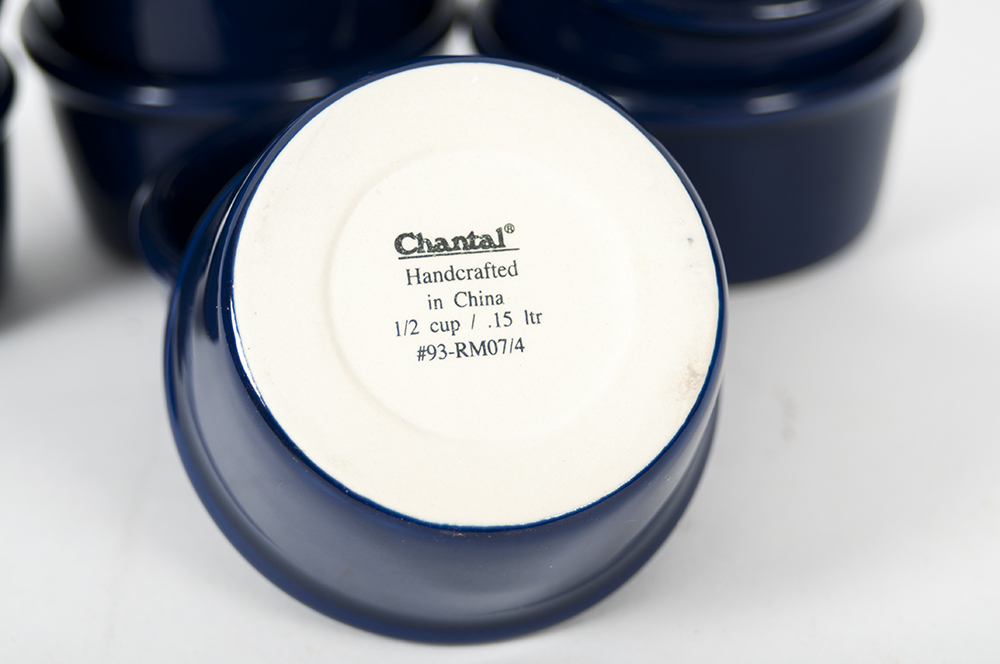 Chantal®
Handcrafted
in China
1/2 cup / .15 ltr
#93-RM07/4